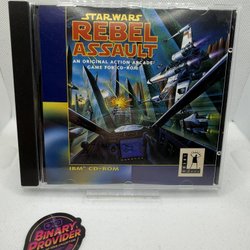 STAR.WARS
REBEL
ASSAULT
AN ORIGINAL ACTION ARCADE
GAME FOR CD-ROM!
IBM® CD-ROM
BINARY
PROVIDER